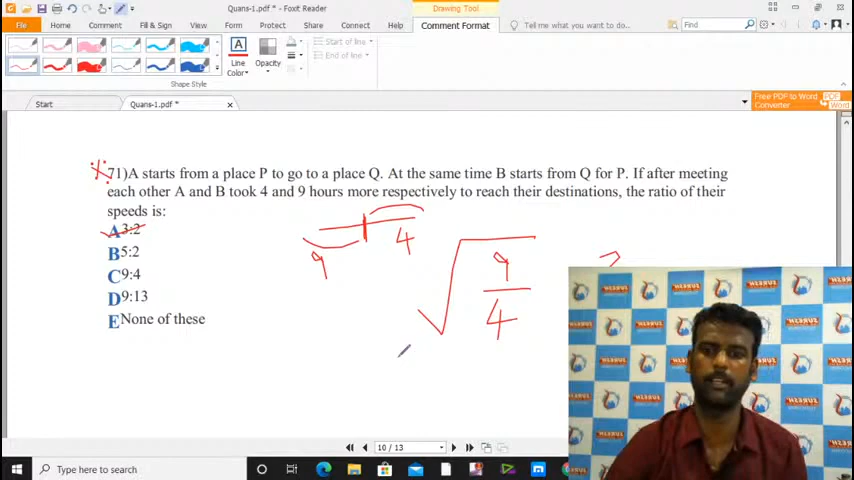 Quans-1.pdf * - Foxit Reader
Drawing Tool
File Home Comment Fill & Sign View Form Protect Share Connect Help Comment Format Tell me what you want to do... Find
Line Color Opacity Start of line End of line
Shape Style
Start Quans-1.pdf * Free PDF to Word Converter
71)A starts from a place P to go to a place Q. At the same time B starts from Q for P. If after meeting
each other A and B took 4 and 9 hours more respectively to reach their destinations, the ratio of their
speeds is:
A 3:2
B 5:2
C 9:4
D 9:13
E None of these
9 4
9
4
10 / 13
Type here to search